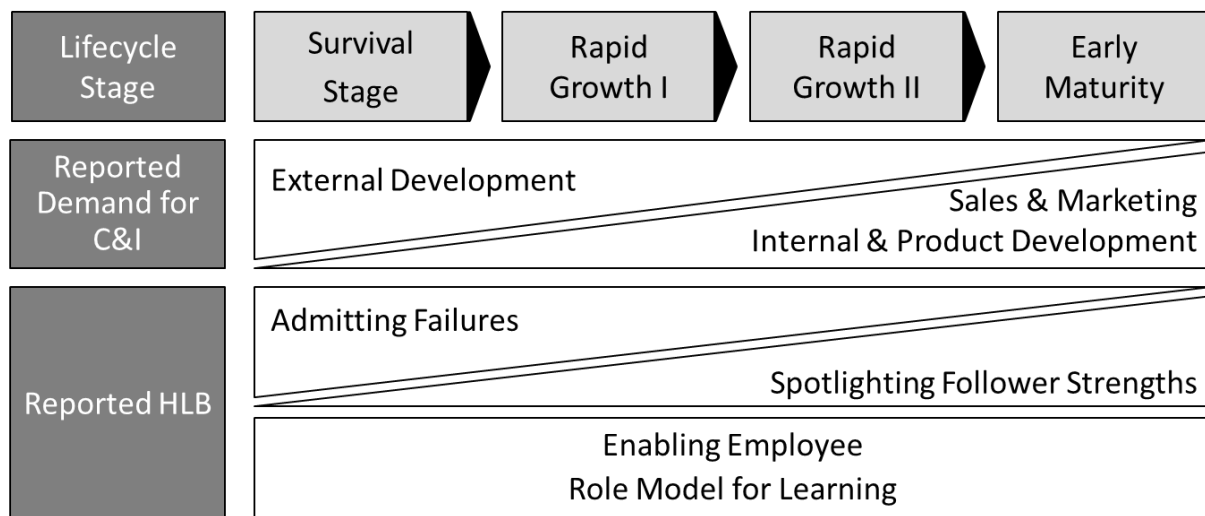 Lifecycle
Stage
Survival
Stage
Rapid
Growth I
Rapid
Growth II
Early
Maturity
Reported
Demand for
C&I
External Development
Sales & Marketing
Internal & Product Development
Reported HLB
Admitting Failures
Spotlighting Follower Strengths
Enabling Employee
Role Model for Learning